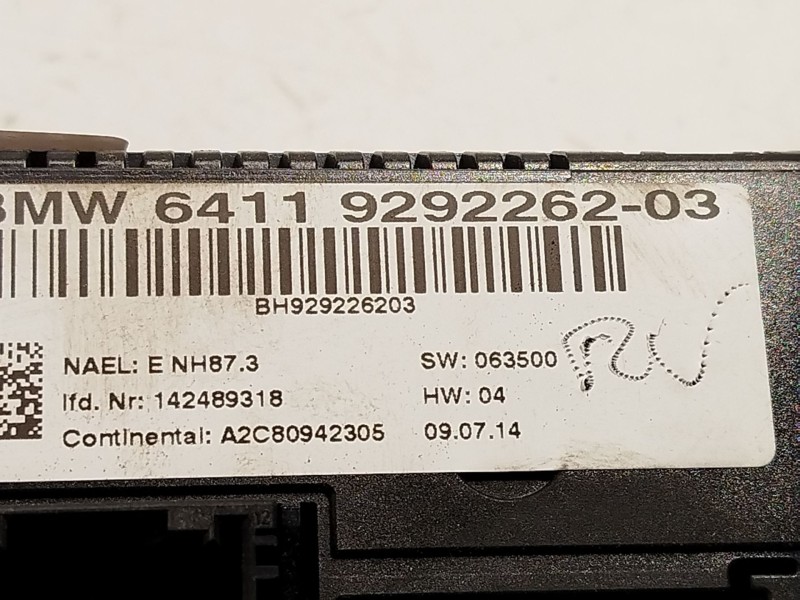 BMW 6411 9292262-03
BH929226203
NAEL: E NH87.3 SW: 063500
lfd. Nr: 142489318 HW: 04
Continental: A2C80942305 09.07.14